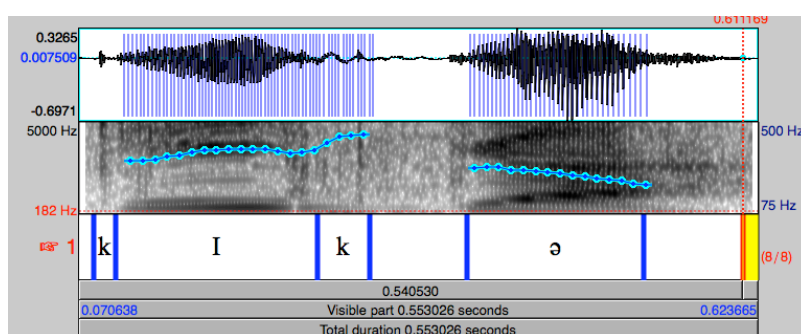 0.611169
0.3265
0.007509
-0.6971
5000 Hz
500 Hz
182 Hz
75 Hz
☞ 1 k I k ə (8/8)
0.540530
0.070638 Visible part 0.553026 seconds 0.623665
Total duration 0.553026 seconds